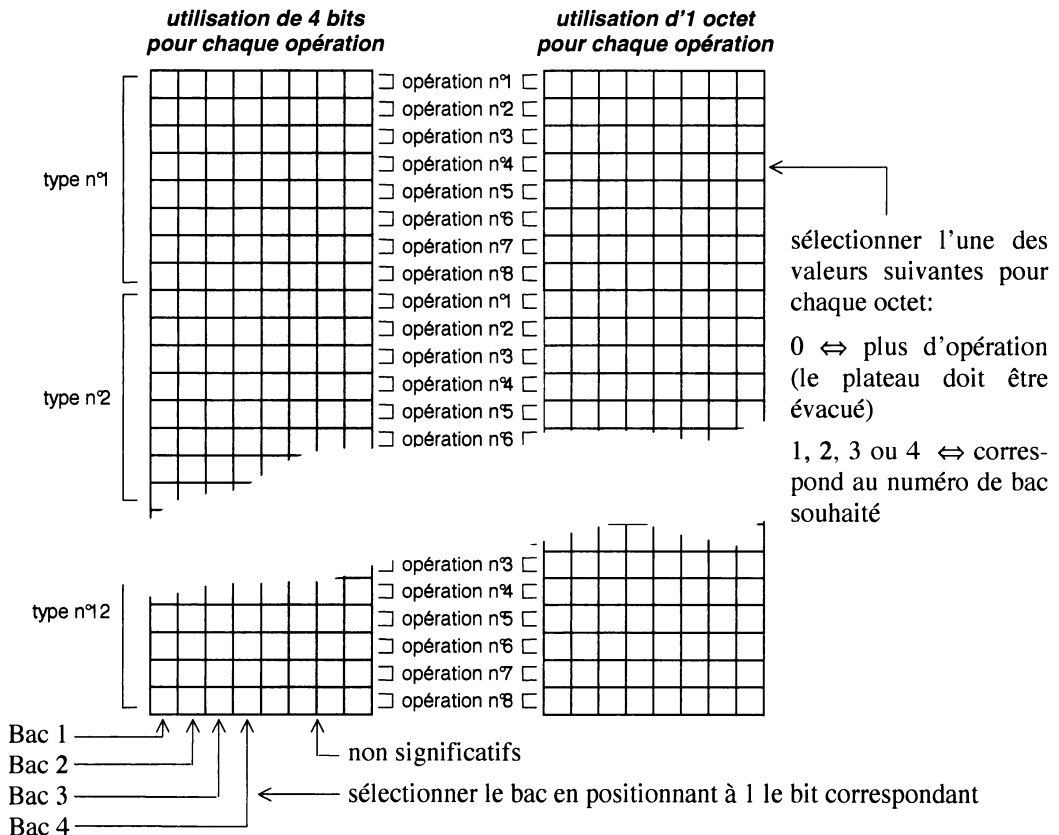 utilisation de 4 bits
pour chaque opération
utilisation d'1 octet
pour chaque opération
type n°1
opération n°1
opération n°2
opération n°3
opération n°4
opération n°5
opération n°6
opération n°7
opération n°8
type n°2
opération n°1
opération n°2
opération n°3
opération n°4
opération n°5
opération n°6
sélectionner l'une des
valeurs suivantes pour
chaque octet:
0 ⇔ plus d'opération
(le plateau doit être
évacué)
1, 2, 3 ou 4 ⇔ corres-
pond au numéro de bac
souhaité
type n°12
opération n°3
opération n°4
opération n°5
opération n°6
opération n°7
opération n°8
Bac 1
Bac 2
Bac 3
Bac 4
non significatifs
sélectionner le bac en positionnant à 1 le bit correspondant